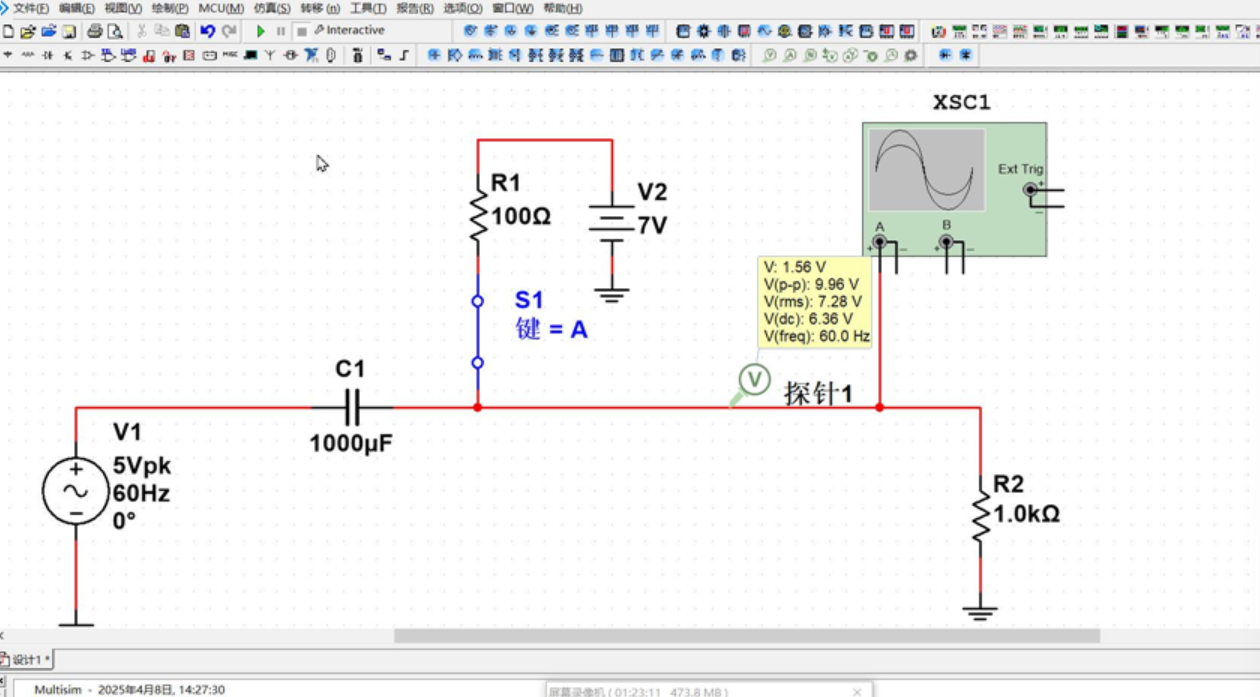 文件(F) 编辑(E) 视图(V) 绘制(P) MCU(M) 仿真(S) 转移(n) 工具(T) 报告(R) 选项(O) 窗口(W) 帮助(H)
Interactive
XSC1
Ext Trig
+
−
A
B
+
−
+
−
R1
100Ω
V2
7V
V: 1.56 V
V(p-p): 9.96 V
V(rms): 7.28 V
V(dc): 6.36 V
V(freq): 60.0 Hz
S1
键 = A
C1
1000µF
V
探针1
V1
5Vpk
60Hz
0°
+
−
R2
1.0kΩ
设计1 *
Multisim - 2025年4月8日, 14:27:30
屏幕录像机 ( 01:23:11 473.8 MB )